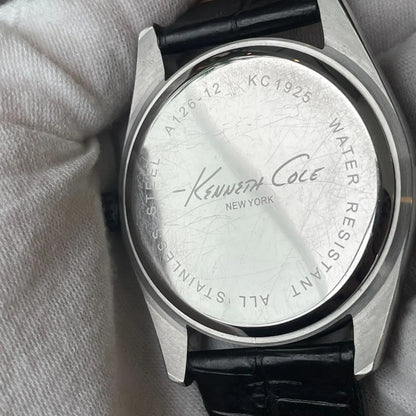 A126-12 KC1925
WATER RESISTANT ALL STAINLESS STEEL
KENNETH COLE
NEW YORK